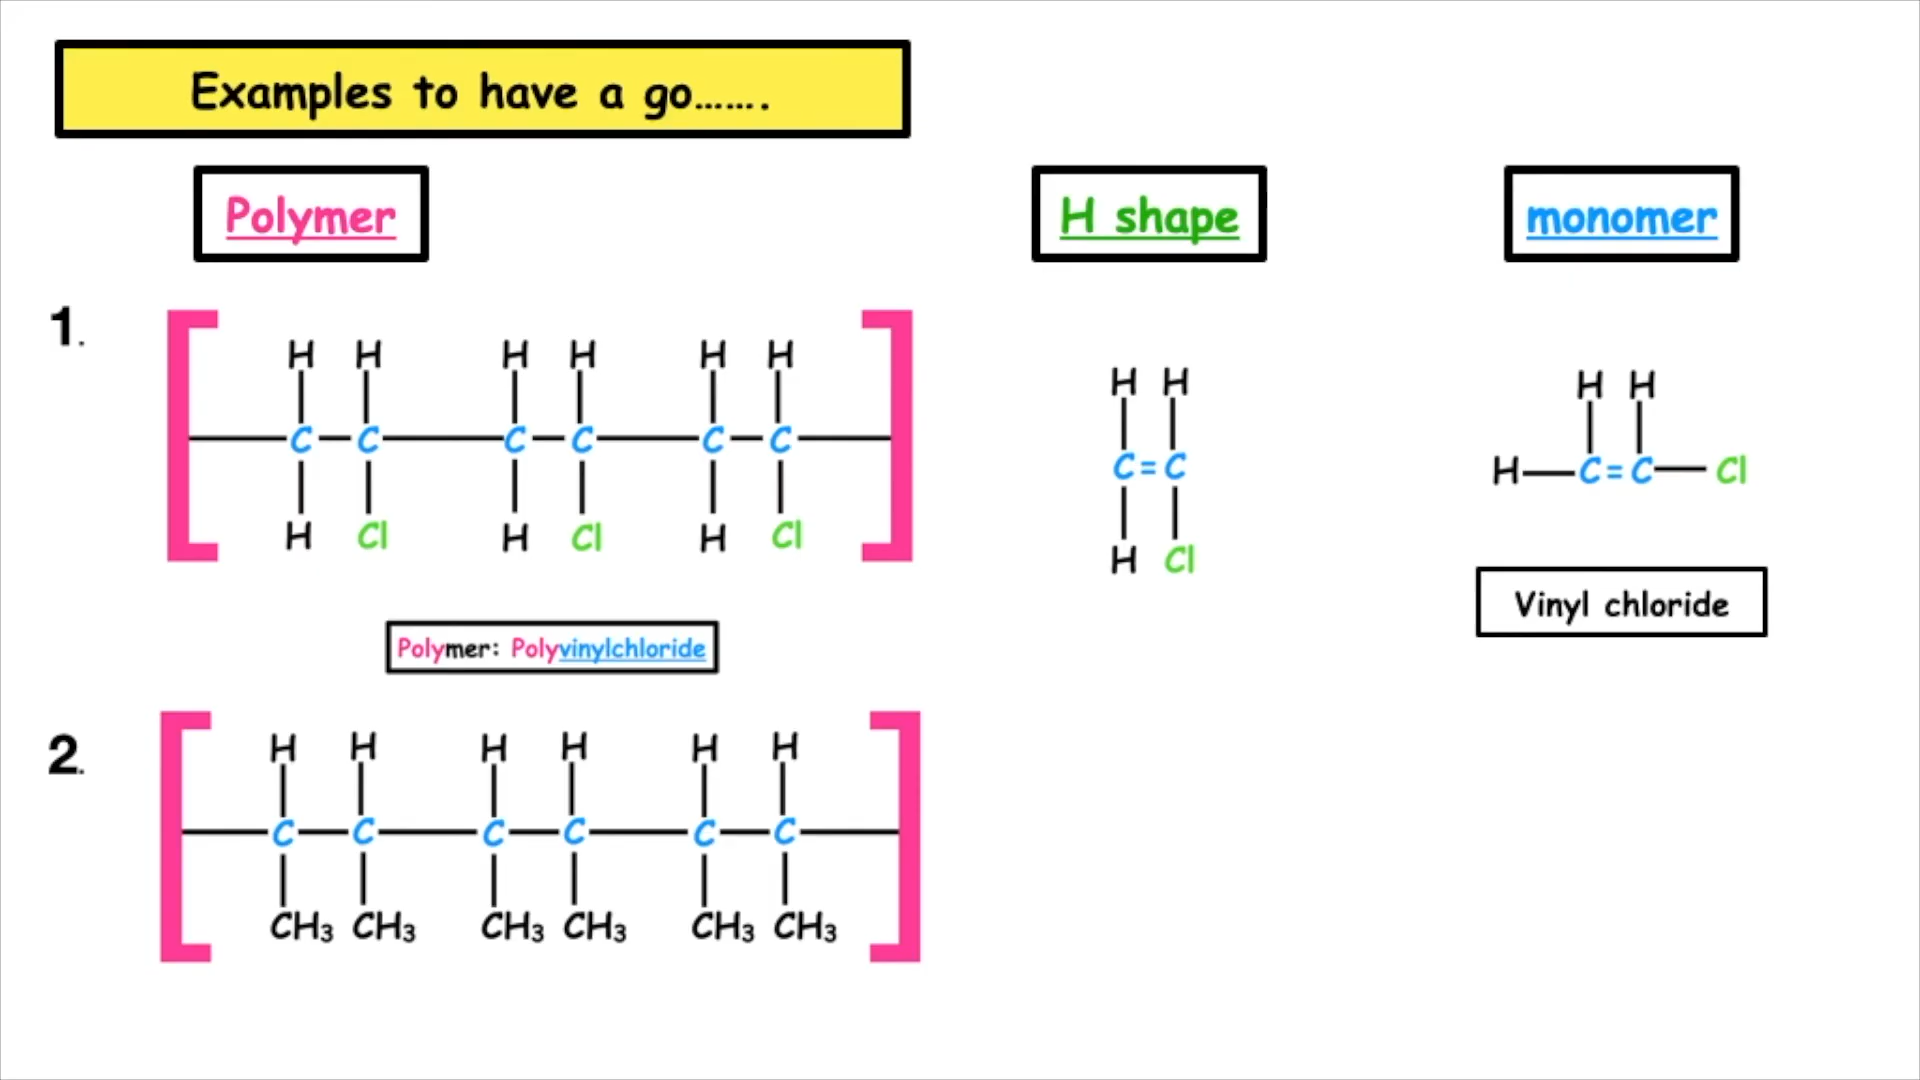 Examples to have a go.......
Polymer
H shape
monomer
1.
H H H H H H
C C C C C C
H Cl H Cl H Cl
H H
C=C
H Cl
H H
H C=C Cl
Vinyl chloride
Polymer: Polyvinylchloride
2.
H H H H H H
C C C C C C
CH₃ CH₃ CH₃ CH₃ CH₃ CH₃